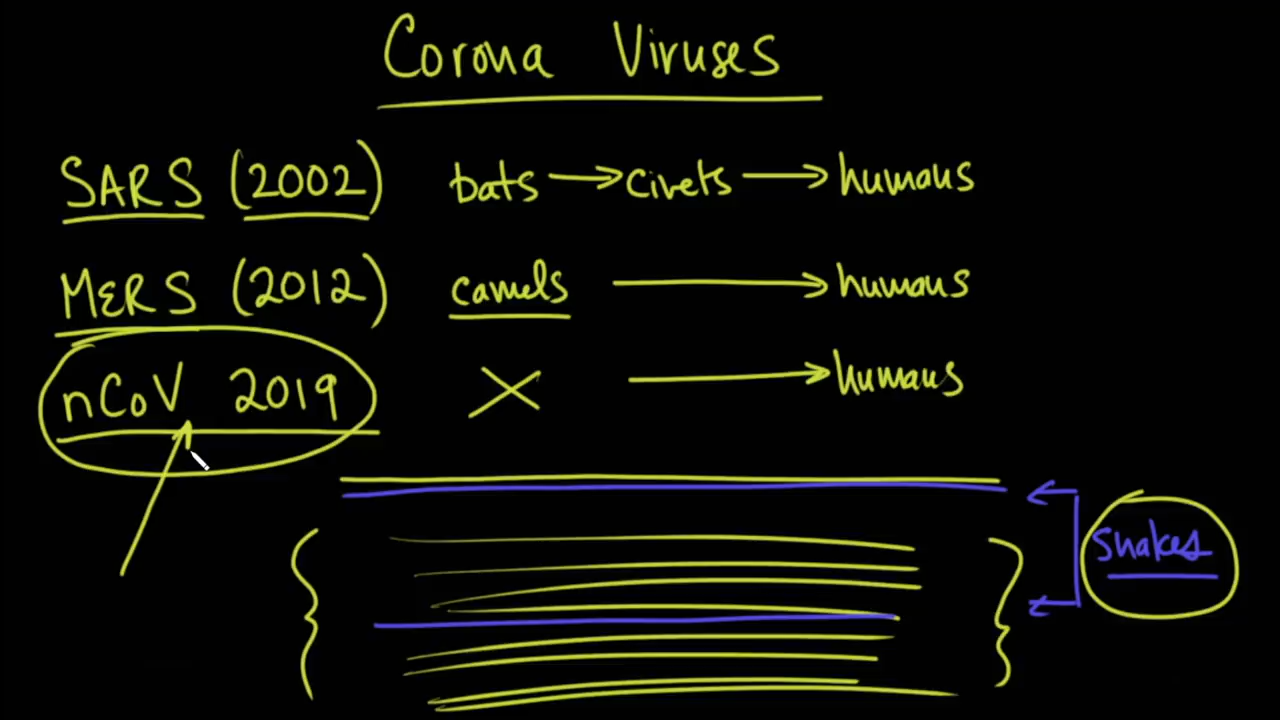 Corona Viruses
SARS (2002) bats → civets → humans
MERS (2012) camels → humans
nCoV 2019 → humans
snakes